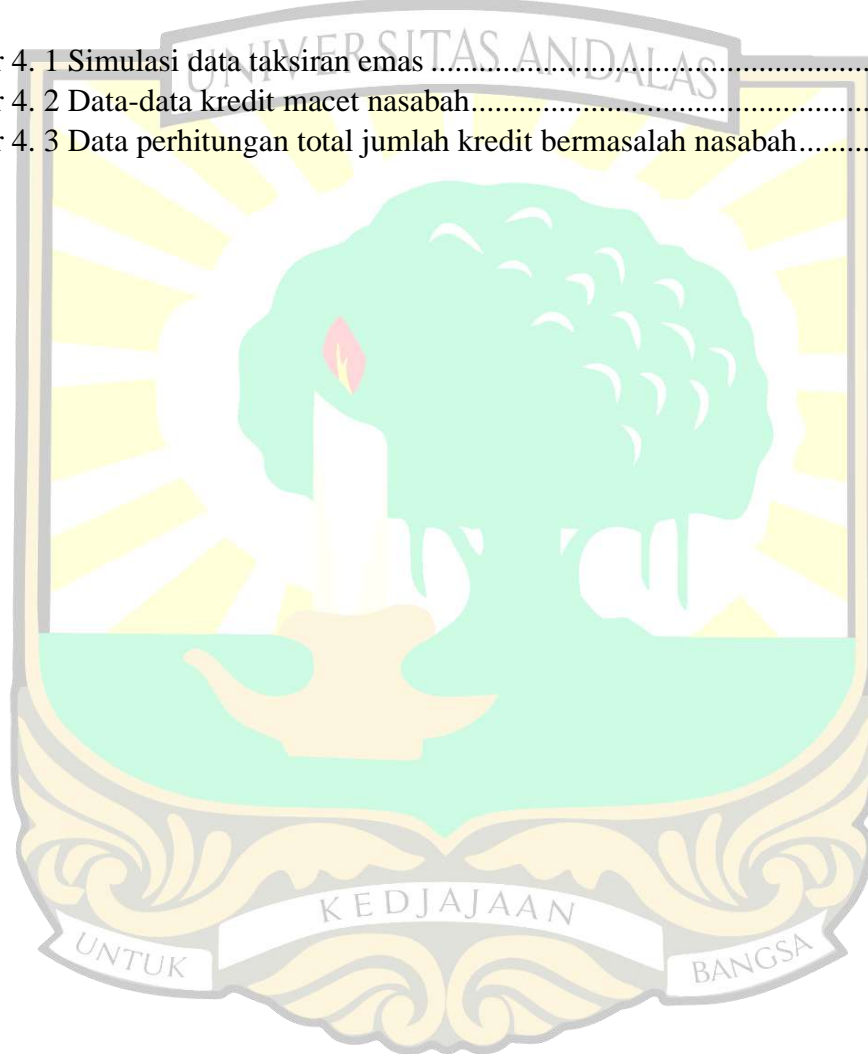 UNIVERSITAS ANDALAS
r 4. 1 Simulasi data taksiran emas ........................................................
r 4. 2 Data-data kredit macet nasabah..................................................
r 4. 3 Data perhitungan total jumlah kredit bermasalah nasabah.........
KEDJAJAAN
UNTUK
BANGSA